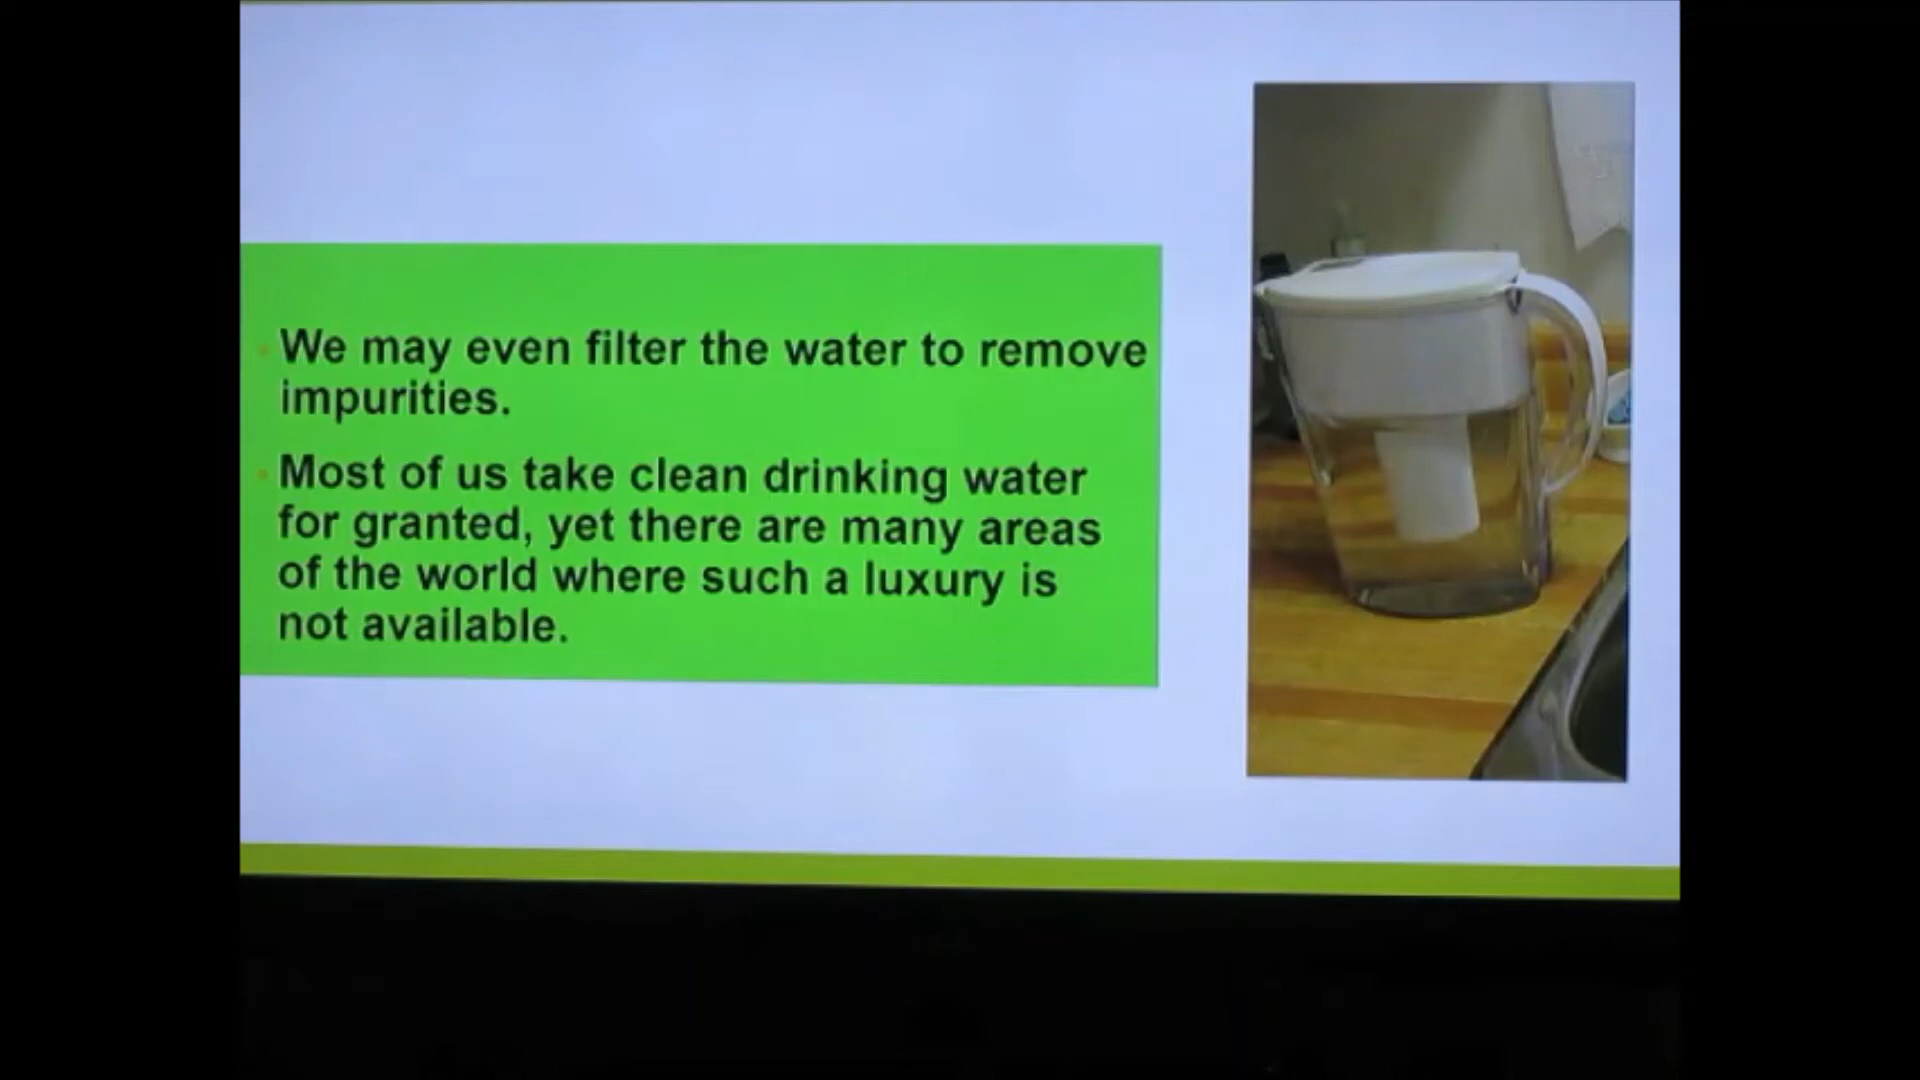 We may even filter the water to remove
impurities.
Most of us take clean drinking water
for granted, yet there are many areas
of the world where such a luxury is
not available.